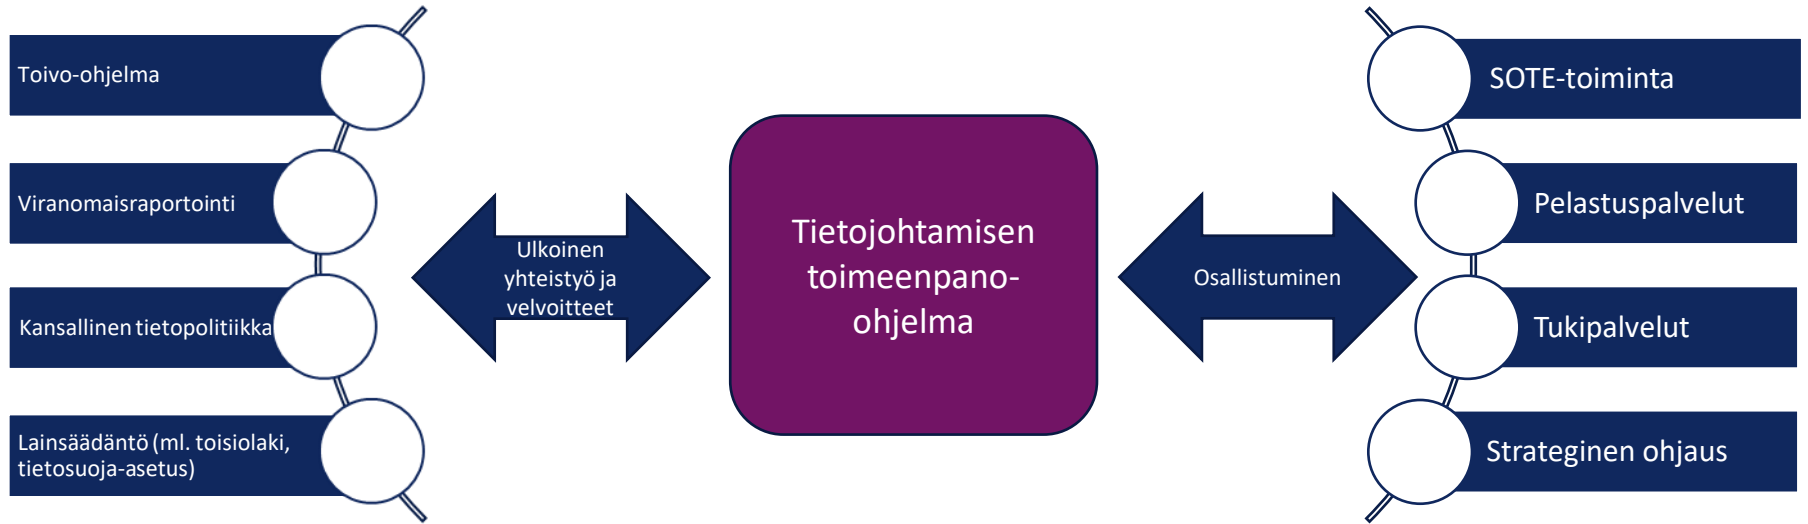 Toivo-ohjelma
Viranomaisraportointi
Kansallinen tietopolitiikka
Lainsäädäntö (ml. toisiolaki,
tietosuoja-asetus)
Ulkoinen
yhteistyö ja
velvoitteet
Tietojohtamisen
toimeenpano-
ohjelma
Osallistuminen
SOTE-toiminta
Pelastuspalvelut
Tukipalvelut
Strateginen ohjaus